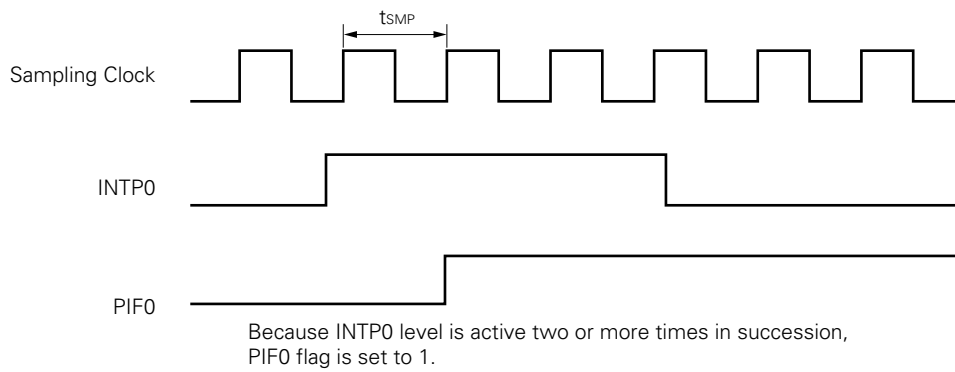 tSMP
Sampling Clock
INTP0
PIF0
Because INTP0 level is active two or more times in succession,
PIF0 flag is set to 1.